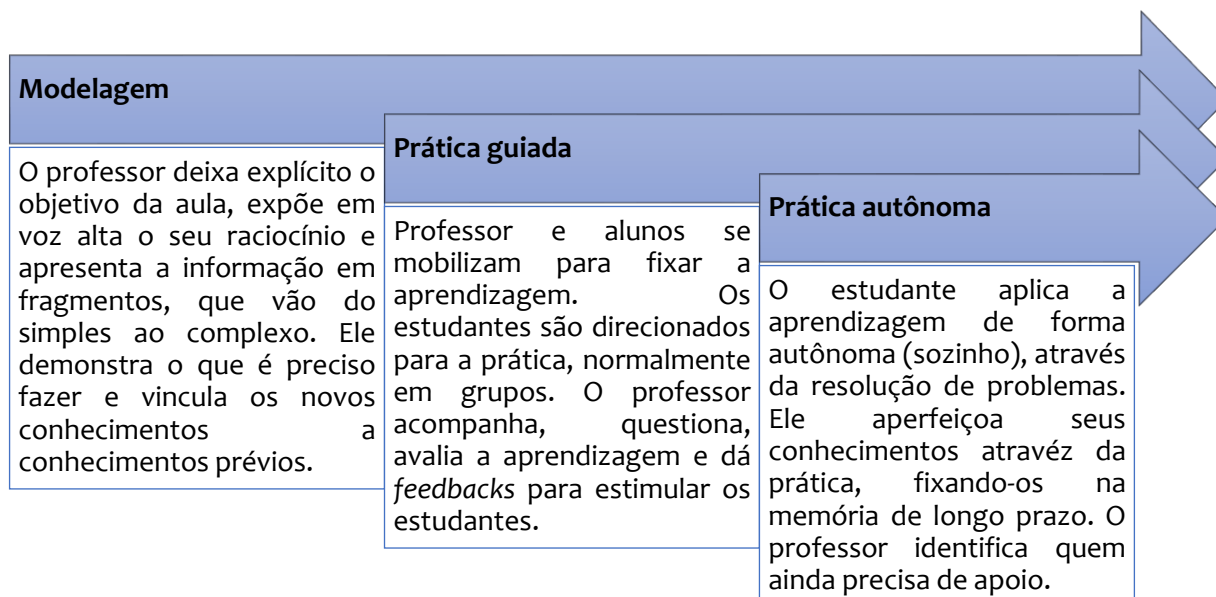 Modelagem
O professor deixa explícito o
objetivo da aula, expõe em
voz alta o seu raciocínio e
apresenta a informação em
fragmentos, que vão do
simples ao complexo. Ele
demonstra o que é preciso
fazer e vincula os novos
conhecimentos a
conhecimentos prévios.
Prática guiada
Professor e alunos se
mobilizam para fixar a
aprendizagem. Os
estudantes são direcionados
para a prática, normalmente
em grupos. O professor
acompanha, questiona,
avalia a aprendizagem e dá
feedbacks para estimular os
estudantes.
Prática autônoma
O estudante aplica a
aprendizagem de forma
autônoma (sozinho), através
da resolução de problemas.
Ele aperfeiçoa seus
conhecimentos atravéz da
prática, fixando-os na
memória de longo prazo. O
professor identifica quem
ainda precisa de apoio.